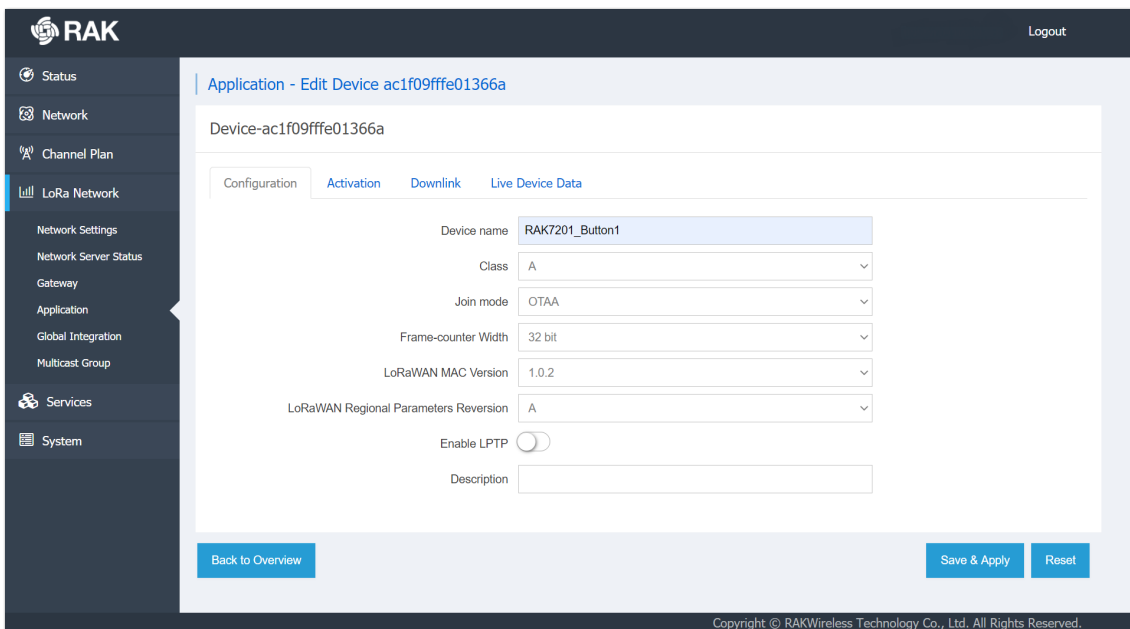 RAK
Logout
Status
Network
Channel Plan
LoRa Network
Network Settings
Network Server Status
Gateway
Application
Global Integration
Multicast Group
Services
System
Application - Edit Device ac1f09fffe01366a
Device-ac1f09fffe01366a
Configuration Activation Downlink Live Device Data
Device name RAK7201_Button1
Class A
Join mode OTAA
Frame-counter Width 32 bit
LoRaWAN MAC Version 1.0.2
LoRaWAN Regional Parameters Reversion A
Enable LPTP
Description
Back to Overview Save & Apply Reset
Copyright © RAKWireless Technology Co., Ltd. All Rights Reserved.